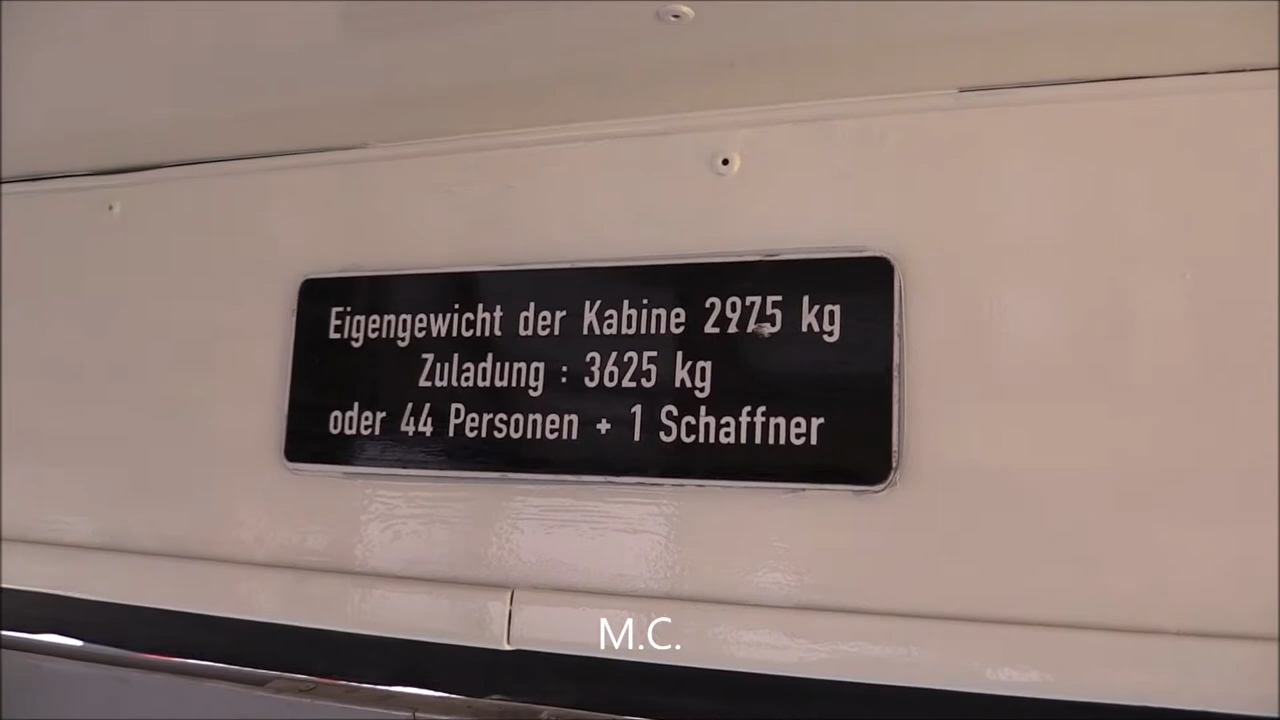 Eigengewicht der Kabine 2975 kg
Zuladung : 3625 kg
oder 44 Personen + 1 Schaffner
M.C.